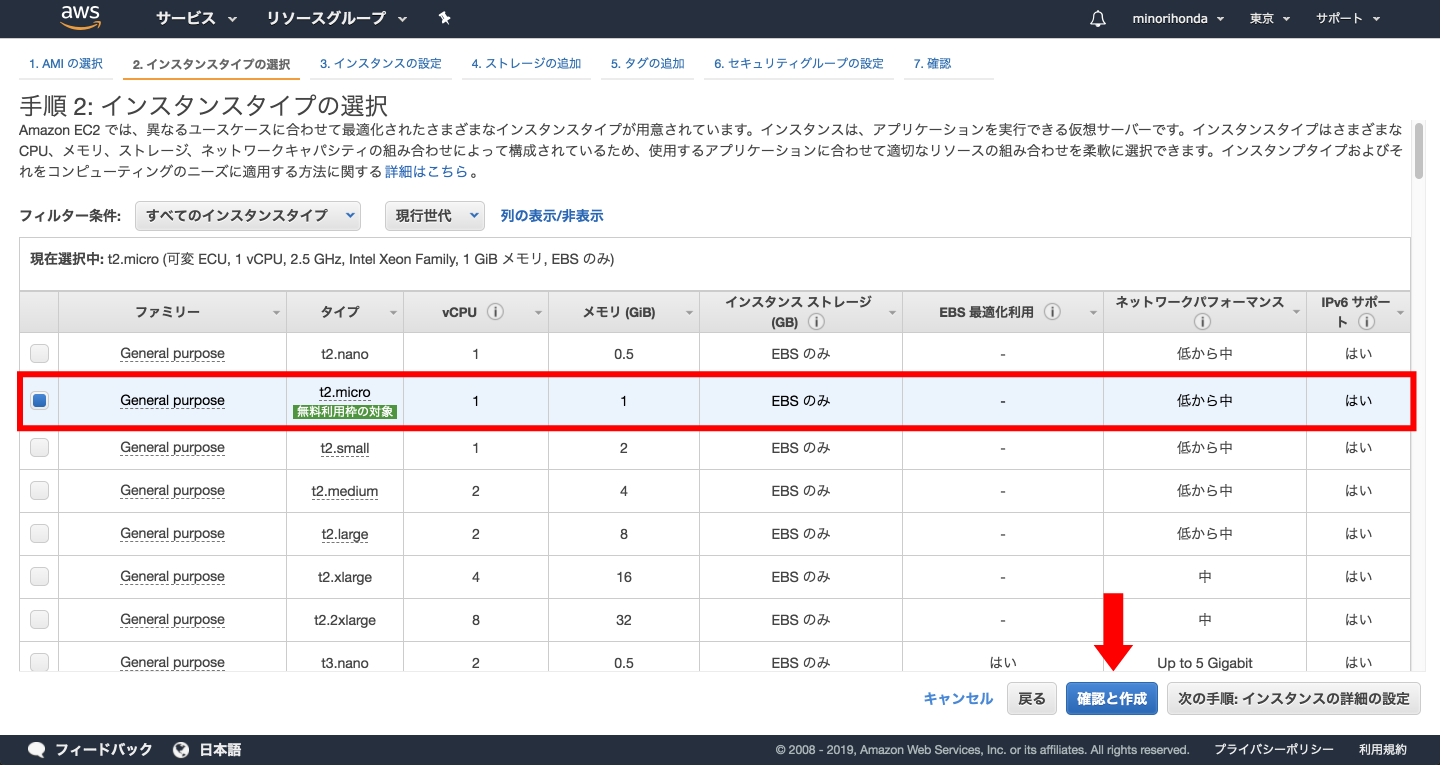 aws サービス リソースグループ minorihonda 東京 サポート
1. AMI の選択 2. インスタンスタイプの選択 3. インスタンスの設定 4. ストレージの追加 5. タグの追加 6. セキュリティグループの設定 7. 確認
手順 2: インスタンスタイプの選択
Amazon EC2 では、異なるユースケースに合わせて最適化されたさまざまなインスタンスタイプが用意されています。インスタンスは、アプリケーションを実行できる仮想サーバーです。インスタンスタイプはさまざまな
CPU、メモリ、ストレージ、ネットワークキャパシティの組み合わせによって構成されているため、使用するアプリケーションに合わせて適切なリソースの組み合わせを柔軟に選択できます。インスタンプタイプおよびそ
れをコンピューティングのニーズに適用する方法に関する 詳細はこちら 。
フィルター条件: すべてのインスタンスタイプ 現行世代 列の表示/非表示
現在選択中: t2.micro (可変 ECU, 1 vCPU, 2.5 GHz, Intel Xeon Family, 1 GiB メモリ, EBS のみ)
ファミリー タイプ vCPU i メモリ (GiB) インスタンス ストレージ (GB) i EBS 最適化利用 i ネットワークパフォーマンス i IPv6 サポート i
General purpose t2.nano 1 0.5 EBS のみ - 低から中 はい
General purpose t2.micro 無料利用枠の対象 1 1 EBS のみ - 低から中 はい
General purpose t2.small 1 2 EBS のみ - 低から中 はい
General purpose t2.medium 2 4 EBS のみ - 低から中 はい
General purpose t2.large 2 8 EBS のみ - 低から中 はい
General purpose t2.xlarge 4 16 EBS のみ - 中 はい
General purpose t2.2xlarge 8 32 EBS のみ - 中 はい
General purpose t3.nano 2 0.5 EBS のみ はい Up to 5 Gigabit はい
キャンセル 戻る 確認と作成 次の手順: インスタンスの詳細の設定
フィードバック 日本語 © 2008 - 2019, Amazon Web Services, Inc. or its affiliates. All rights reserved. プライバシーポリシー 利用規約